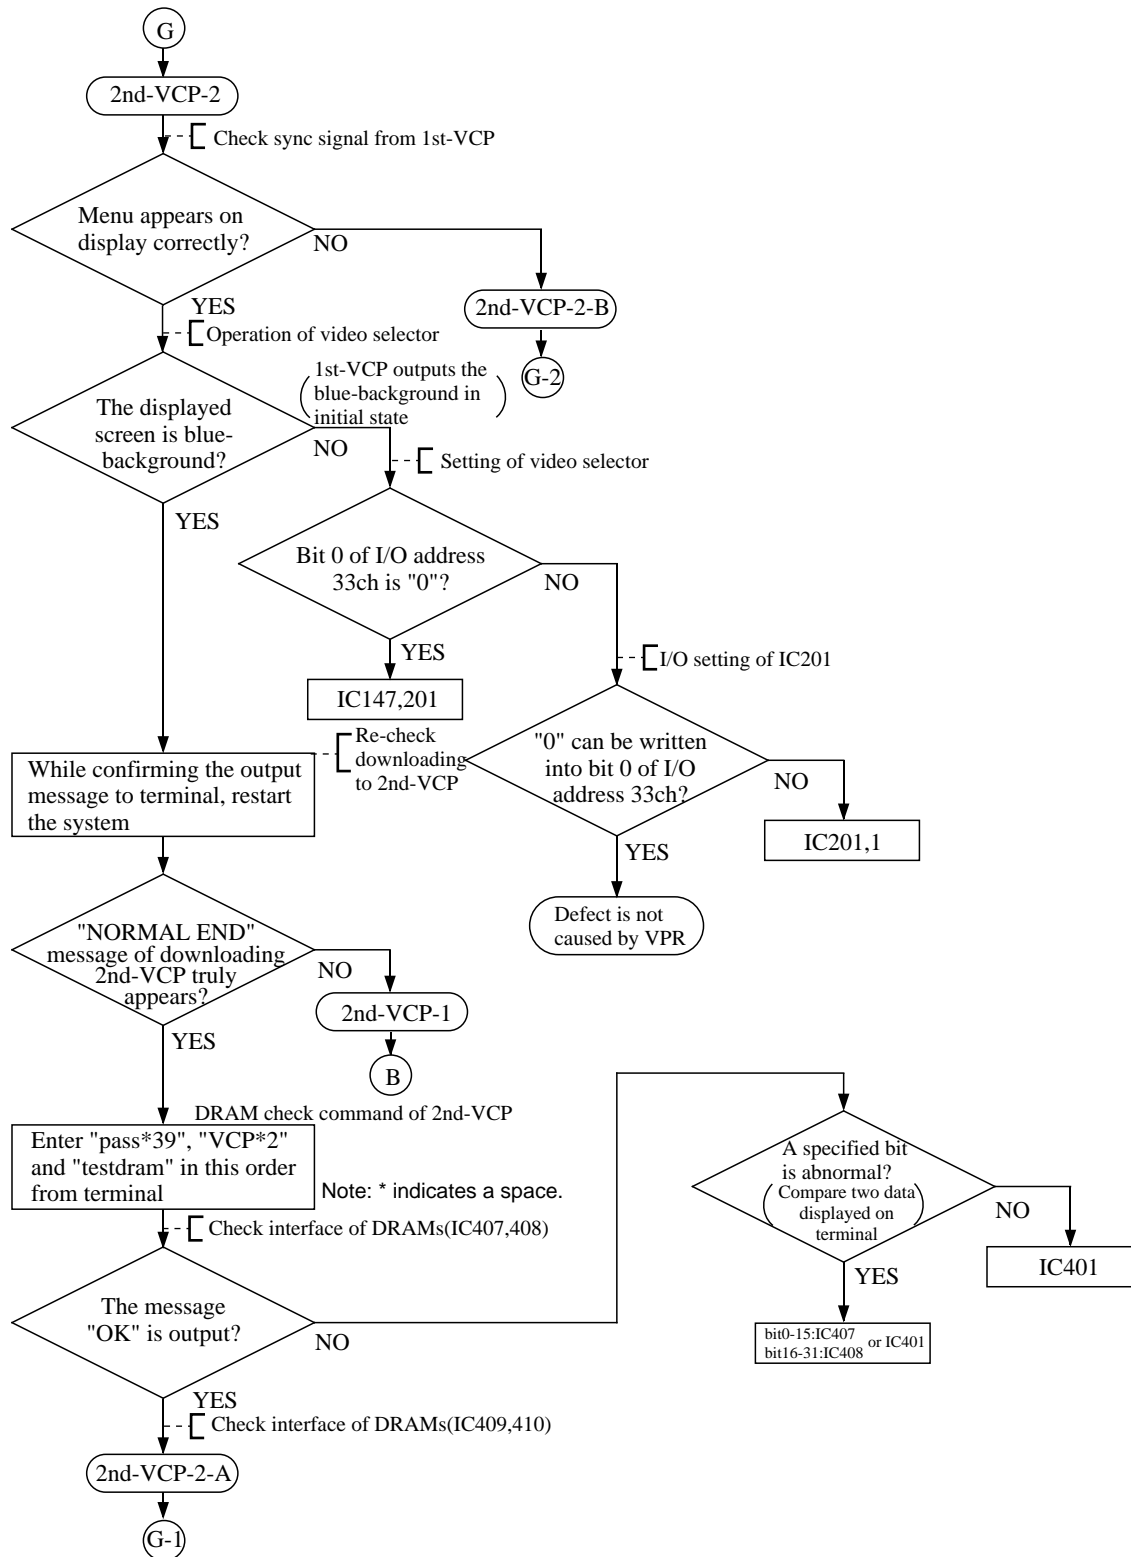 G
2nd-VCP-2
Check sync signal from 1st-VCP
Menu appears on
display correctly?
NO
YES
2nd-VCP-2-B
Operation of video selector
G-2
1st-VCP outputs the
blue-background in
initial state
The displayed
screen is blue-
background?
NO
Setting of video selector
YES
Bit 0 of I/O address
33ch is "0"?
NO
YES
I/O setting of IC201
IC147,201
Re-check
downloading
to 2nd-VCP
"0" can be written
into bit 0 of I/O
address 33ch?
NO
While confirming the output
message to terminal, restart
the system
IC201,1
YES
Defect is not
caused by VPR
"NORMAL END"
message of downloading
2nd-VCP truly
appears?
NO
2nd-VCP-1
YES
B
DRAM check command of 2nd-VCP
Enter "pass*39", "VCP*2"
and "testdram" in this order
from terminal
Note: * indicates a space.
A specified bit
is abnormal?
(Compare two data
displayed on
terminal)
NO
Check interface of DRAMs(IC407,408)
IC401
YES
The message
"OK" is output?
NO
bit0-15:IC407
bit16-31:IC408
or IC401
YES
Check interface of DRAMs(IC409,410)
2nd-VCP-2-A
G-1